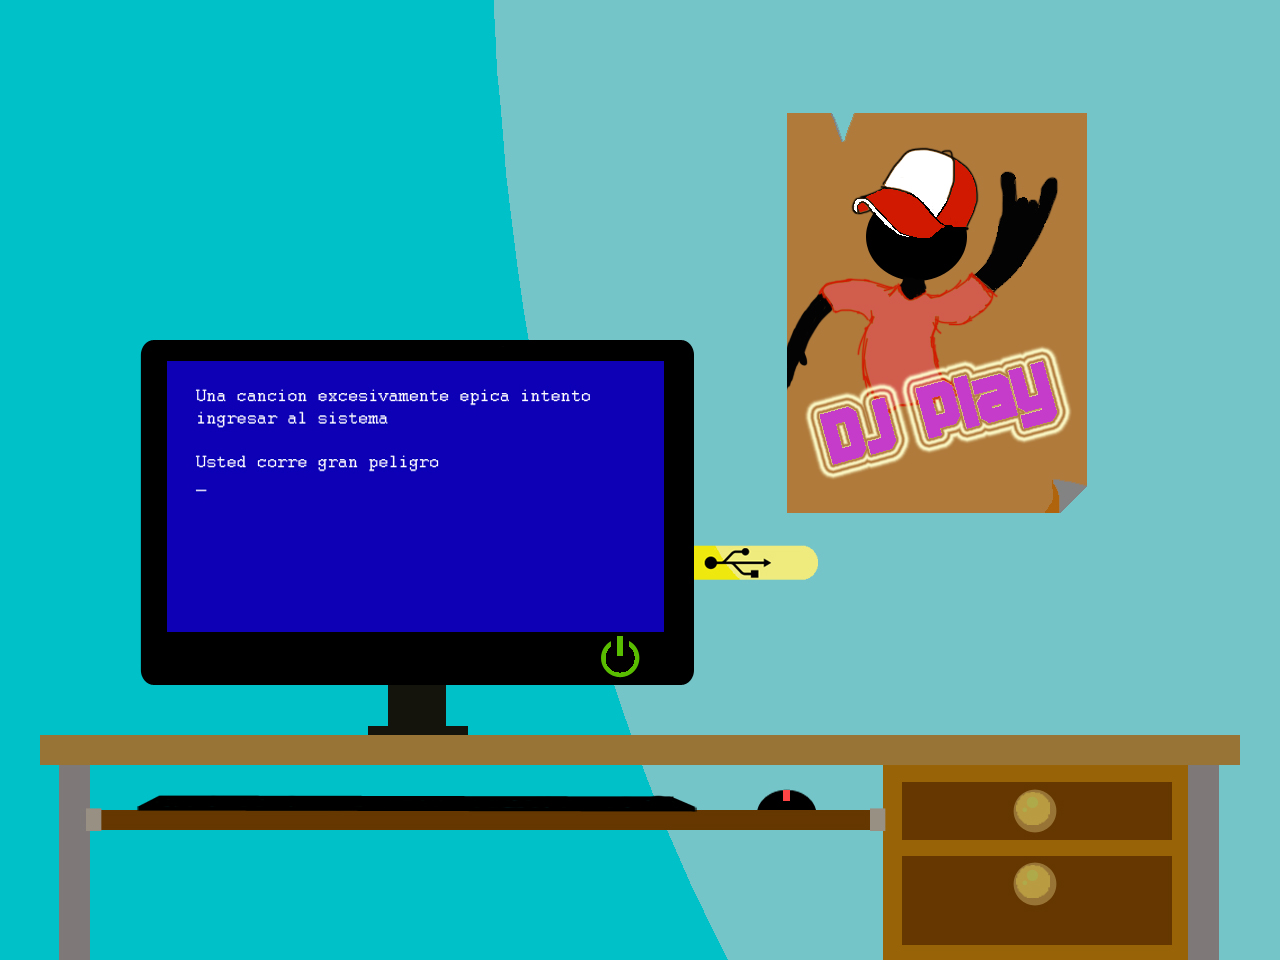 Una cancion excesivamente epica intento
ingresar al sistema
Usted corre gran peligro
_
DJ Play